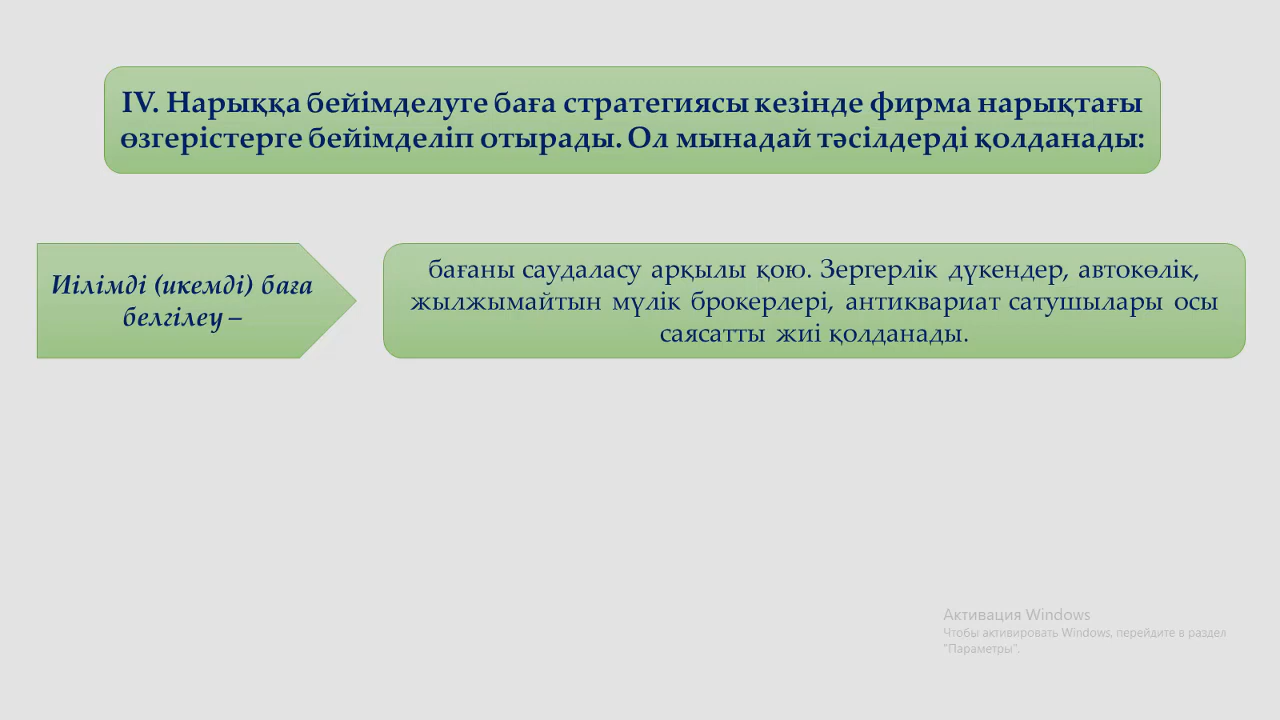 IV. Нарыққа бейімделуге баға стратегиясы кезінде фирма нарықтағы
өзгерістерге бейімделіп отырады. Ол мынадай тәсілдерді қолданады:
Иілімді (икемді) баға
белгілеу –
бағаны саудаласу арқылы қою. Зергерлік дүкендер, автокөлік,
жылжымайтын мүлік брокерлері, антиквариат сатушылары осы
саясатты жиі қолданады.
Активация Windows
Чтобы активировать Windows, перейдите в раздел
"Параметры".